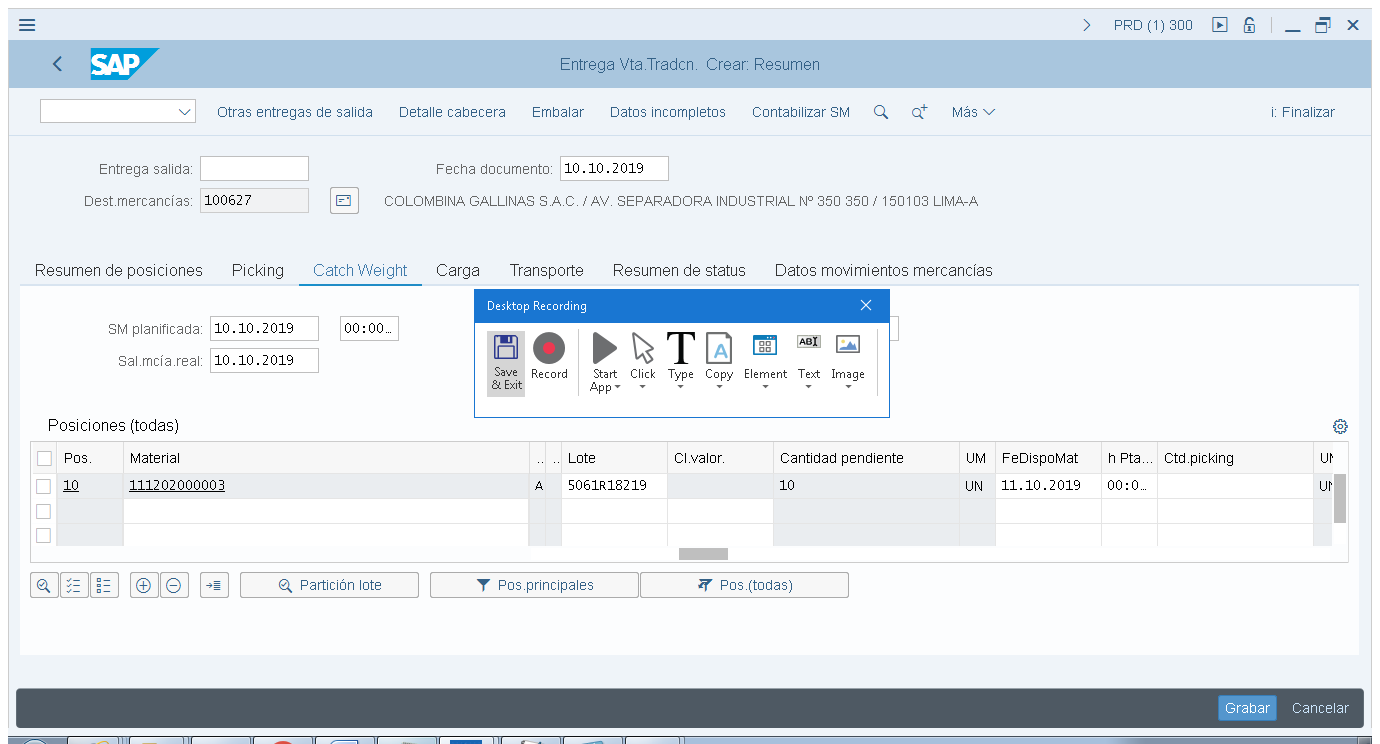 PRD (1) 300
SAP
Entrega Vta.Tradcn. Crear: Resumen
Otras entregas de salida Detalle cabecera Embalar Datos incompletos Contabilizar SM Más i: Finalizar
Entrega salida: Fecha documento: 10.10.2019
Dest.mercancías: 100627 COLOMBINA GALLINAS S.A.C. / AV. SEPARADORA INDUSTRIAL Nº 350 350 / 150103 LIMA-A
Resumen de posiciones Picking Catch Weight Carga Transporte Resumen de status Datos movimientos mercancías
Desktop Recording
SM planificada: 10.10.2019 00:00…
Sal.mcía.real: 10.10.2019
Save & Exit Record Start App Click Type Copy Element Text Image
Posiciones (todas)
Pos. Material .. .. Lote Cl.valor. Cantidad pendiente UM FeDispoMat h Pta... Ctd.picking
10 111202000003 A 5061R18219 10 UN 11.10.2019 00:0…
Partición lote Pos.principales Pos.(todas)
Grabar Cancelar